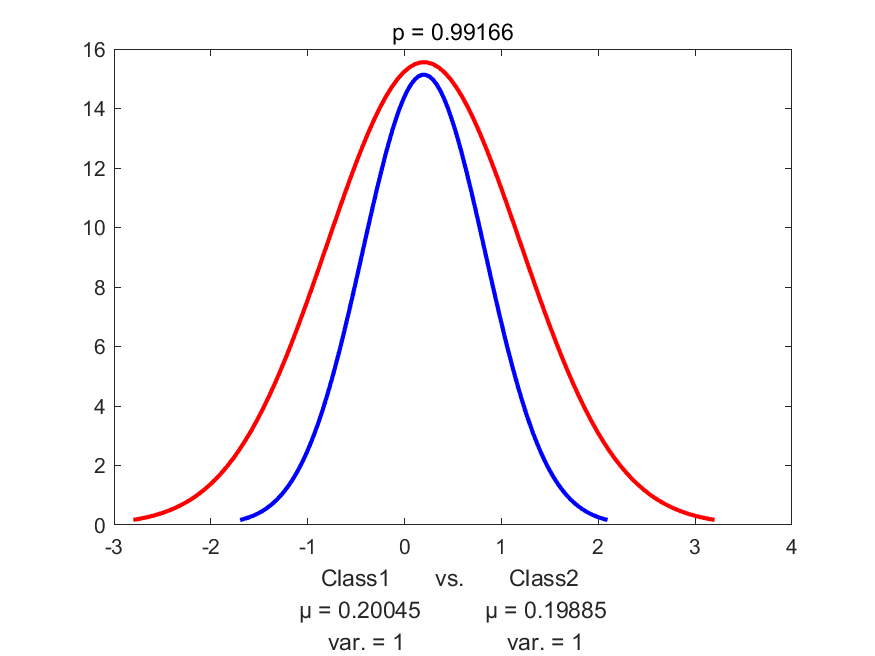 p = 0.99166
16
14
12
10
8
6
4
2
0
-3 -2 -1 0 1 2 3 4
Class1 vs. Class2
μ = 0.20045 μ = 0.19885
var. = 1 var. = 1